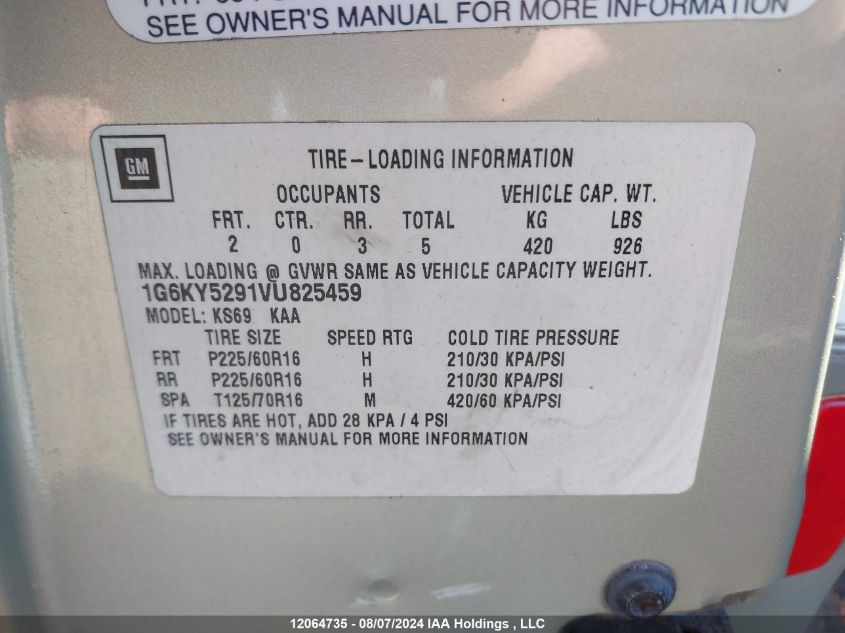 SEE OWNER'S MANUAL FOR MORE INFORMATION
GM
TIRE-LOADING INFORMATION
OCCUPANTS VEHICLE CAP. WT.
FRT. CTR. RR. TOTAL KG LBS
2 0 3 5 420 926
MAX. LOADING @ GVWR SAME AS VEHICLE CAPACITY WEIGHT.
1G6KY5291VU825459
MODEL: KS69 KAA
TIRE SIZE SPEED RTG COLD TIRE PRESSURE
FRT P225/60R16 H 210/30 KPA/PSI
RR P225/60R16 H 210/30 KPA/PSI
SPA T125/70R16 M 420/60 KPA/PSI
IF TIRES ARE HOT, ADD 28 KPA / 4 PSI
SEE OWNER'S MANUAL FOR MORE INFORMATION
12064735 - 08/07/2024 IAA Holdings , LLC